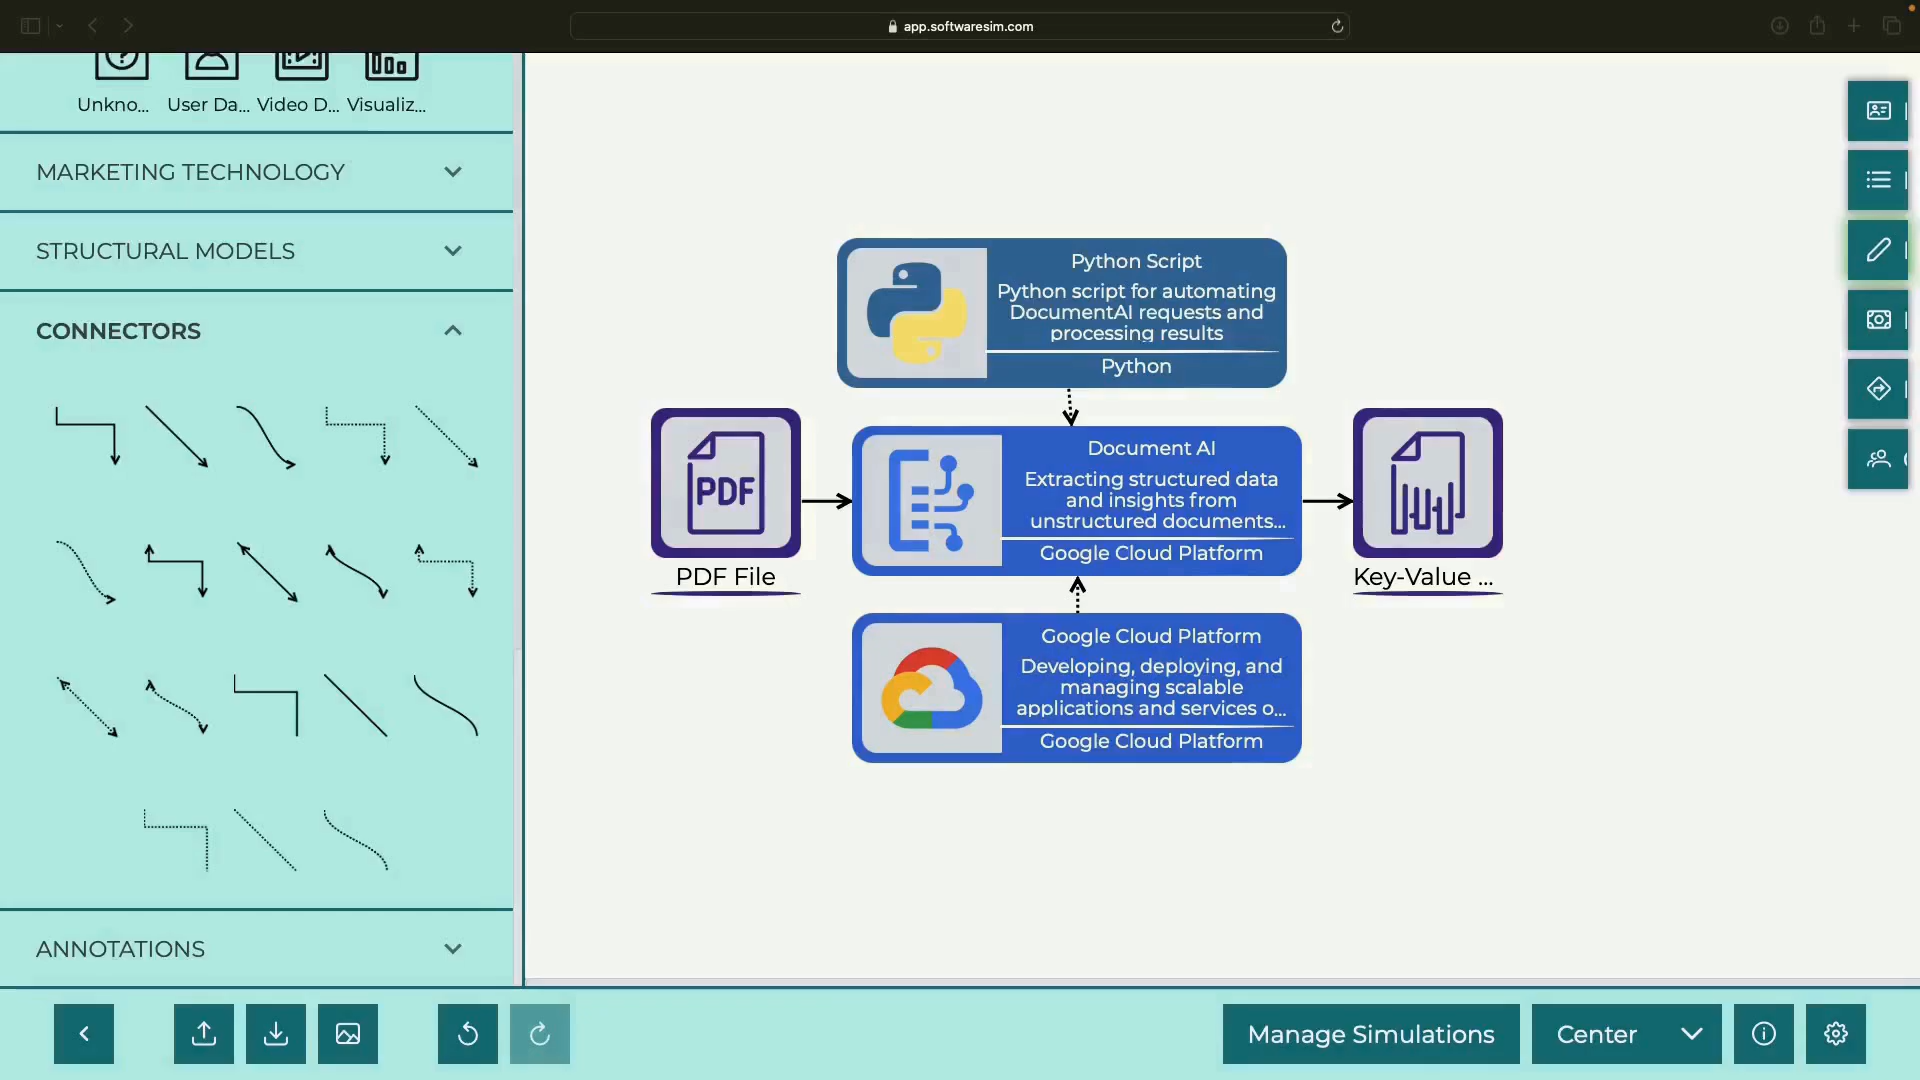 app.softwaresim.com
Unkno...
User Da...
Video D...
Visualiz...
MARKETING TECHNOLOGY
STRUCTURAL MODELS
CONNECTORS
ANNOTATIONS
Python Script
Python script for automating
DocumentAI requests and
processing results
Python
PDF
PDF File
Document AI
Extracting structured data
and insights from
unstructured documents...
Google Cloud Platform
Key-Value ...
Google Cloud Platform
Developing, deploying, and
managing scalable
applications and services o...
Google Cloud Platform
Manage Simulations
Center